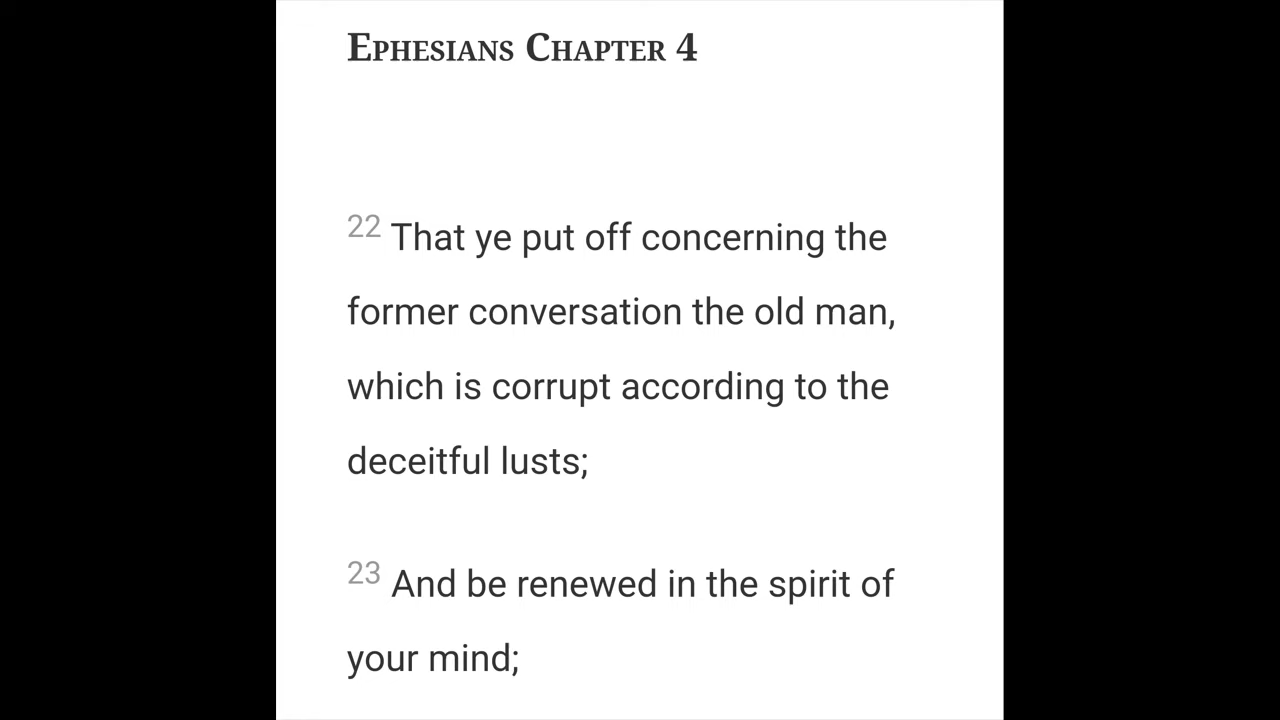 Ephesians Chapter 4
22 That ye put off concerning the
former conversation the old man,
which is corrupt according to the
deceitful lusts;
23 And be renewed in the spirit of
your mind;